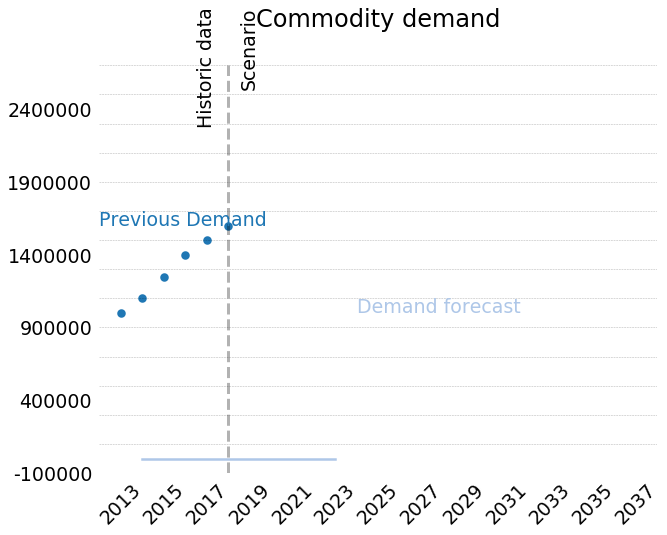 Commodity demand
Historic data
Scenario
2400000
1900000
Previous Demand
1400000
Demand forecast
900000
400000
-100000
2013 2015 2017 2019 2021 2023 2025 2027 2029 2031 2033 2035 2037